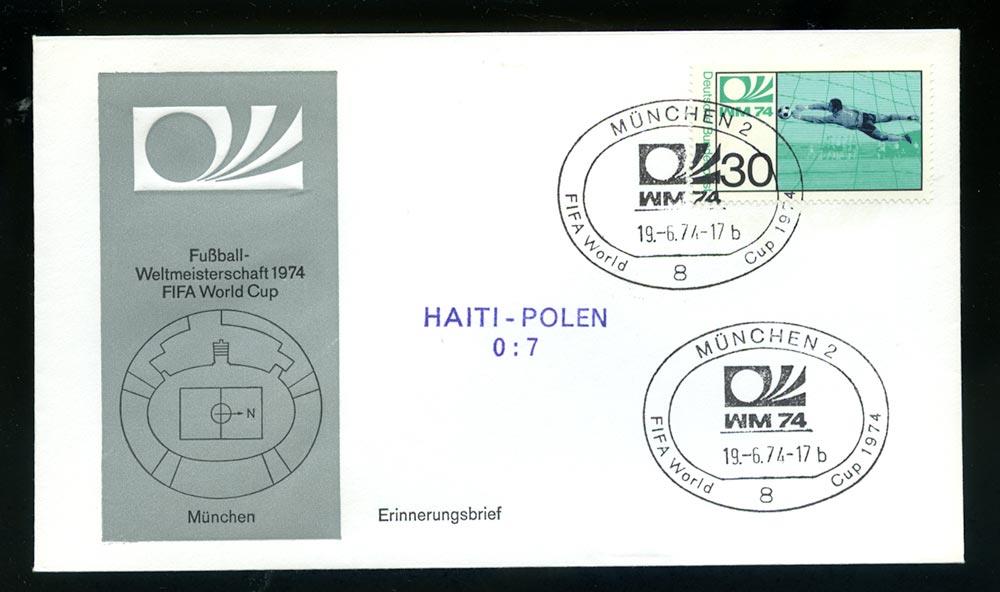 Fußball-
Weltmeisterschaft 1974
FIFA World Cup
N
München
Erinnerungsbrief
HAITI - POLEN
0 : 7
WM 74
30
MÜNCHEN 2
WM 74
19.-6.74-17 b
FIFA World Cup 1974
8
MÜNCHEN 2
WM 74
19.-6.74-17 b
FIFA World Cup 1974
8